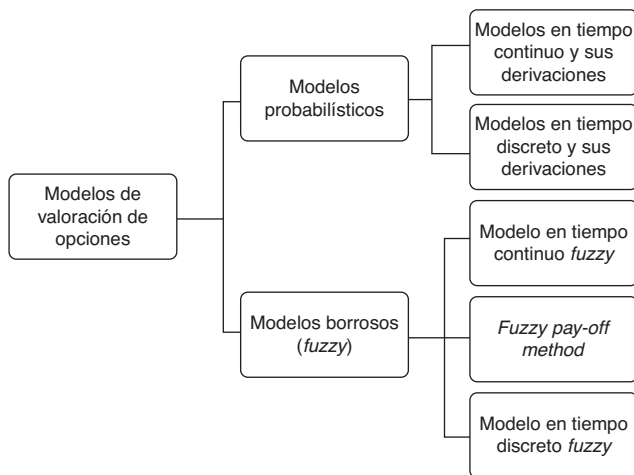 Modelos de
valoración de
opciones
Modelos
probabilísticos
Modelos en tiempo
continuo y sus
derivaciones
Modelos en tiempo
discreto y sus
derivaciones
Modelos borrosos
(fuzzy)
Modelo en tiempo
continuo fuzzy
Fuzzy pay-off
method
Modelo en tiempo
discreto fuzzy